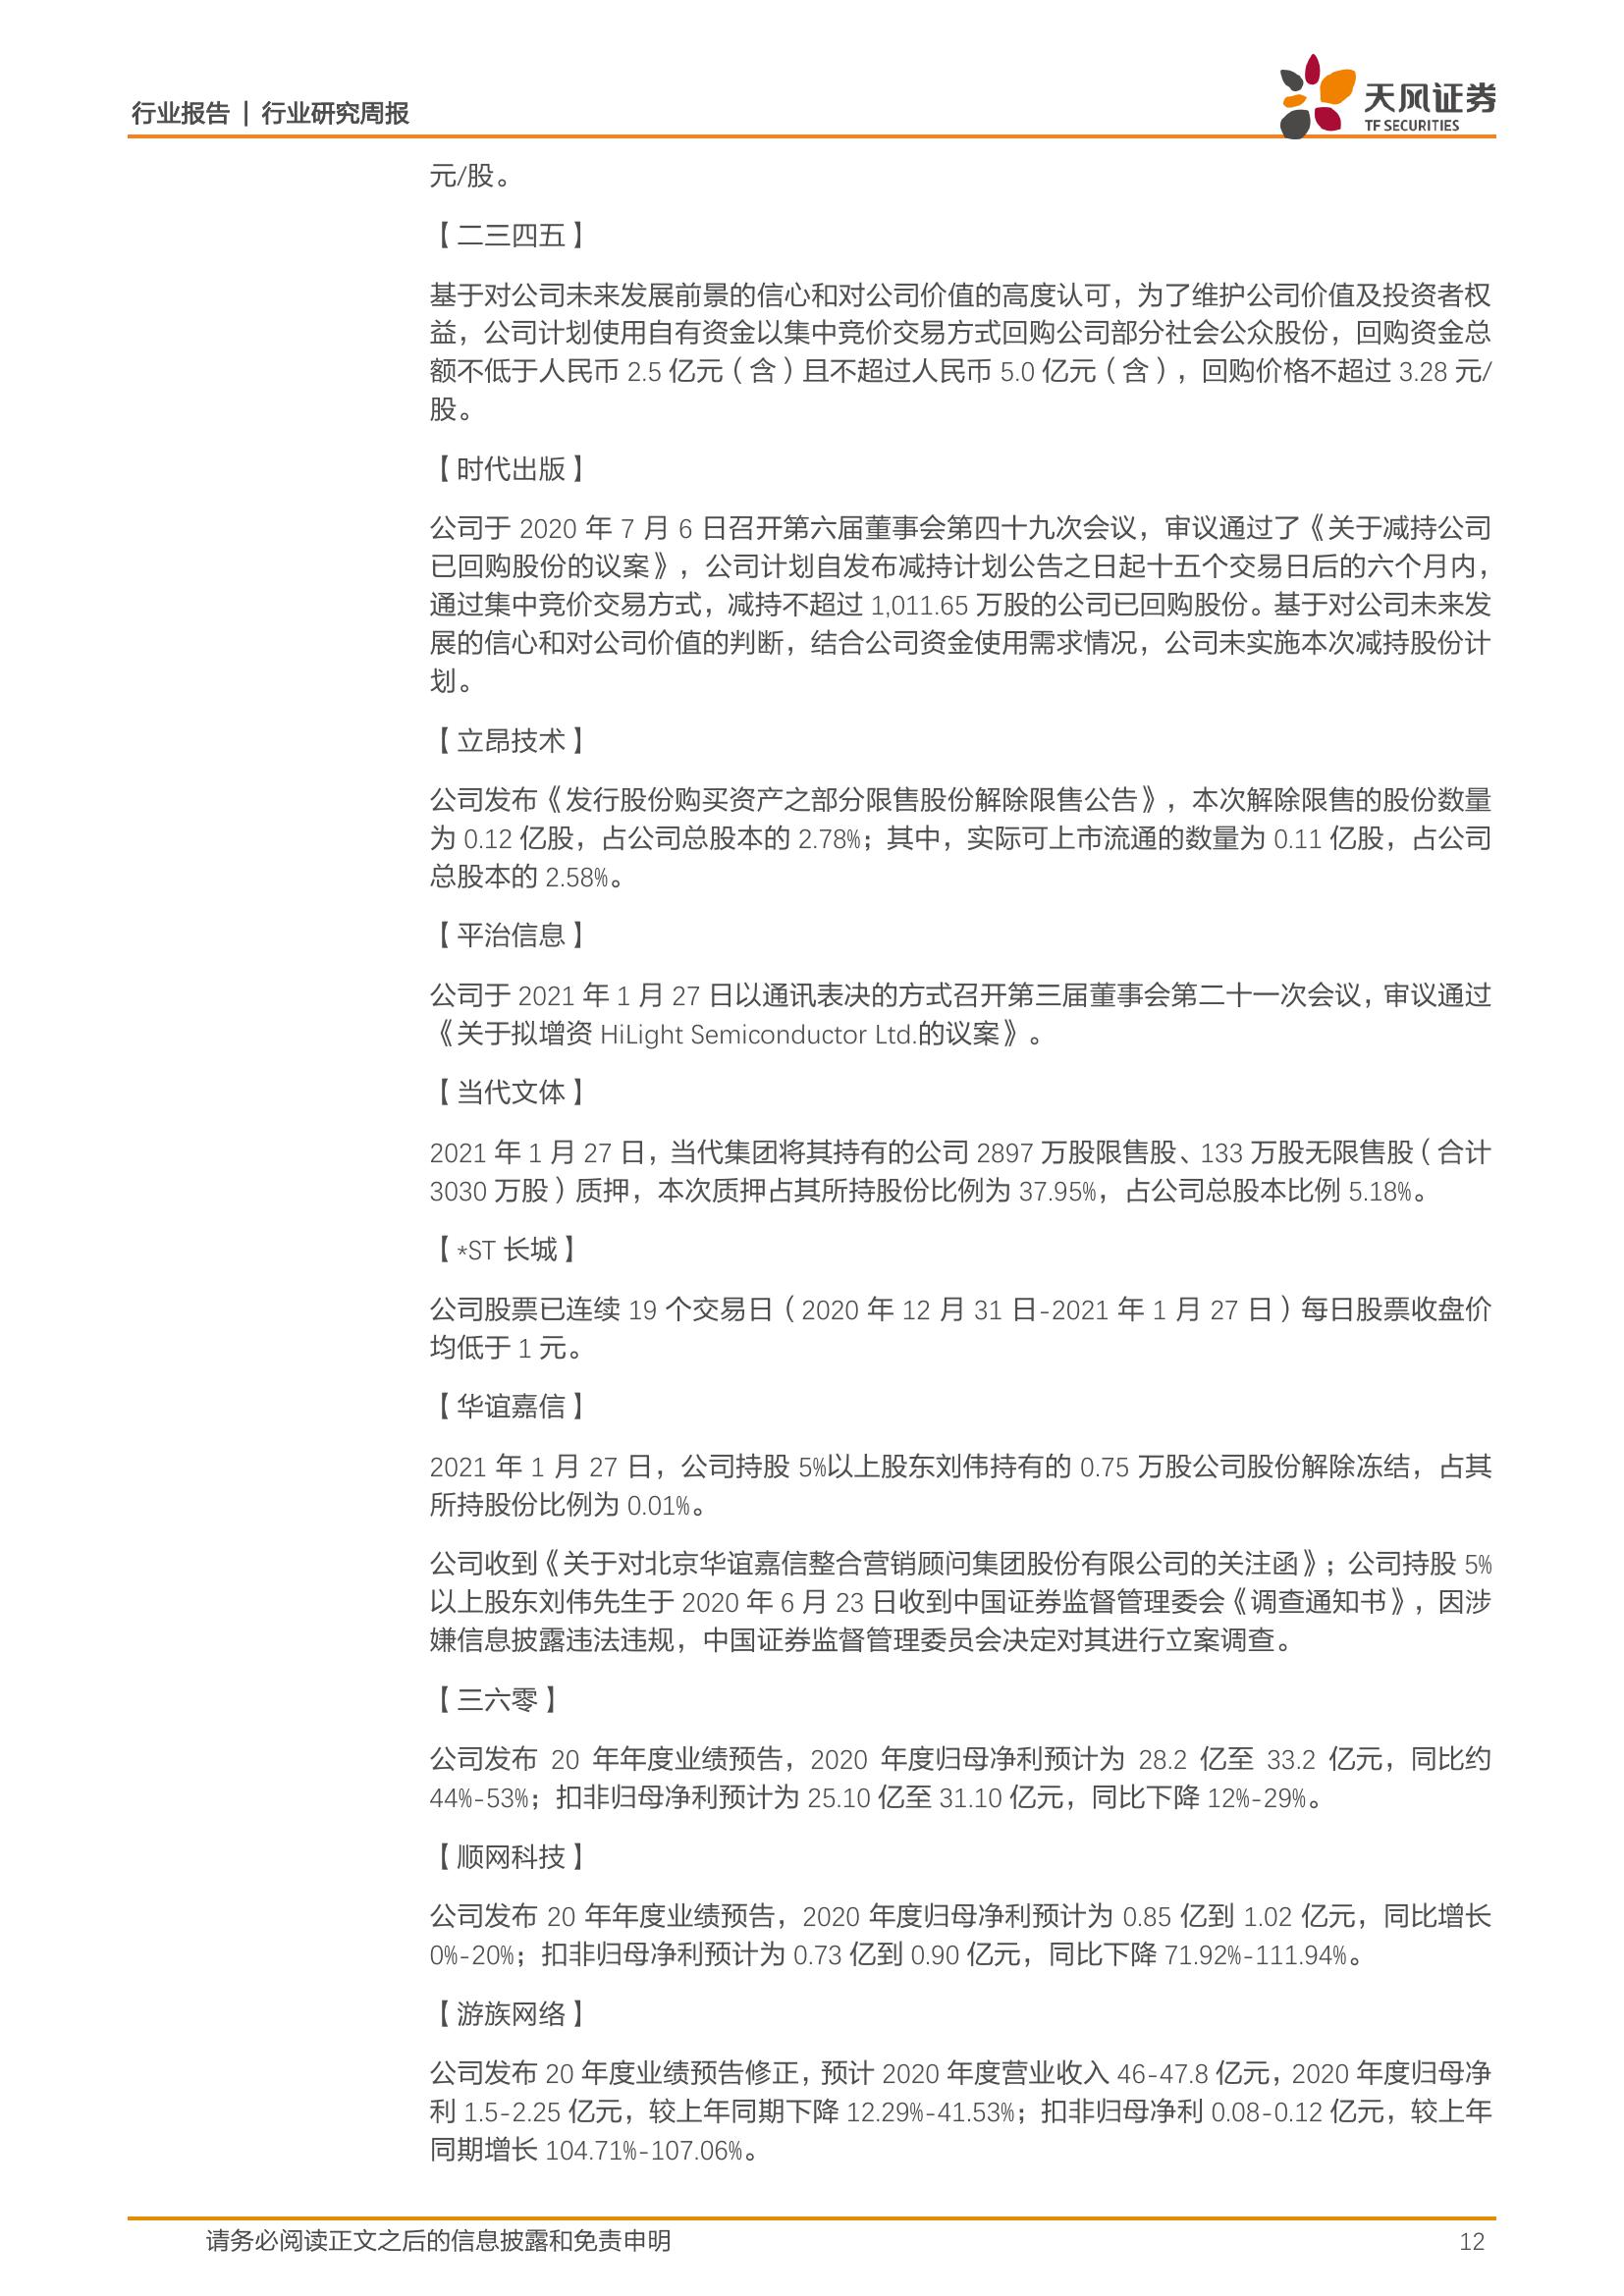 行业报告 | 行业研究周报
天风证券
TF SECURITIES
元/股。
【二三四五】
基于对公司未来发展前景的信心和对公司价值的高度认可，为了维护公司价值及投资者权
益，公司计划使用自有资金以集中竞价交易方式回购公司部分社会公众股份，回购资金总
额不低于人民币 2.5 亿元（含）且不超过人民币 5.0 亿元（含），回购价格不超过 3.28 元/
股。
【时代出版】
公司于 2020 年 7 月 6 日召开第六届董事会第四十九次会议，审议通过了《关于减持公司
已回购股份的议案》，公司计划自发布减持计划公告之日起十五个交易日后的六个月内，
通过集中竞价交易方式，减持不超过 1,011.65 万股的公司已回购股份。基于对公司未来发
展的信心和对公司价值的判断，结合公司资金使用需求情况，公司未实施本次减持股份计
划。
【立昂技术】
公司发布《发行股份购买资产之部分限售股份解除限售公告》，本次解除限售的股份数量
为 0.12 亿股，占公司总股本的 2.78%；其中，实际可上市流通的数量为 0.11 亿股，占公司
总股本的 2.58%。
【平治信息】
公司于 2021 年 1 月 27 日以通讯表决的方式召开第三届董事会第二十一次会议，审议通过
《关于拟增资 HiLight Semiconductor Ltd.的议案》。
【当代文体】
2021 年 1 月 27 日，当代集团将其持有的公司 2897 万股限售股、133 万股无限售股（合计
3030 万股）质押，本次质押占其所持股份比例为 37.95%，占公司总股本比例 5.18%。
【*ST 长城】
公司股票已连续 19 个交易日（2020 年 12 月 31 日-2021 年 1 月 27 日）每日股票收盘价
均低于 1 元。
【华谊嘉信】
2021 年 1 月 27 日，公司持股 5%以上股东刘伟持有的 0.75 万股公司股份解除冻结，占其
所持股份比例为 0.01%。
公司收到《关于对北京华谊嘉信整合营销顾问集团股份有限公司的关注函》；公司持股 5%
以上股东刘伟先生于 2020 年 6 月 23 日收到中国证券监督管理委会《调查通知书》，因涉
嫌信息披露违法违规，中国证券监督管理委员会决定对其进行立案调查。
【三六零】
公司发布 20 年年度业绩预告，2020 年度归母净利预计为 28.2 亿至 33.2 亿元，同比约
44%-53%；扣非归母净利预计为 25.10 亿至 31.10 亿元，同比下降 12%-29%。
【顺网科技】
公司发布 20 年年度业绩预告，2020 年度归母净利预计为 0.85 亿到 1.02 亿元，同比增长
0%-20%；扣非归母净利预计为 0.73 亿到 0.90 亿元，同比下降 71.92%-111.94%。
【游族网络】
公司发布 20 年度业绩预告修正，预计 2020 年度营业收入 46-47.8 亿元，2020 年度归母净
利 1.5-2.25 亿元，较上年同期下降 12.29%-41.53%；扣非归母净利 0.08-0.12 亿元，较上年
同期增长 104.71%-107.06%。
请务必阅读正文之后的信息披露和免责申明
12